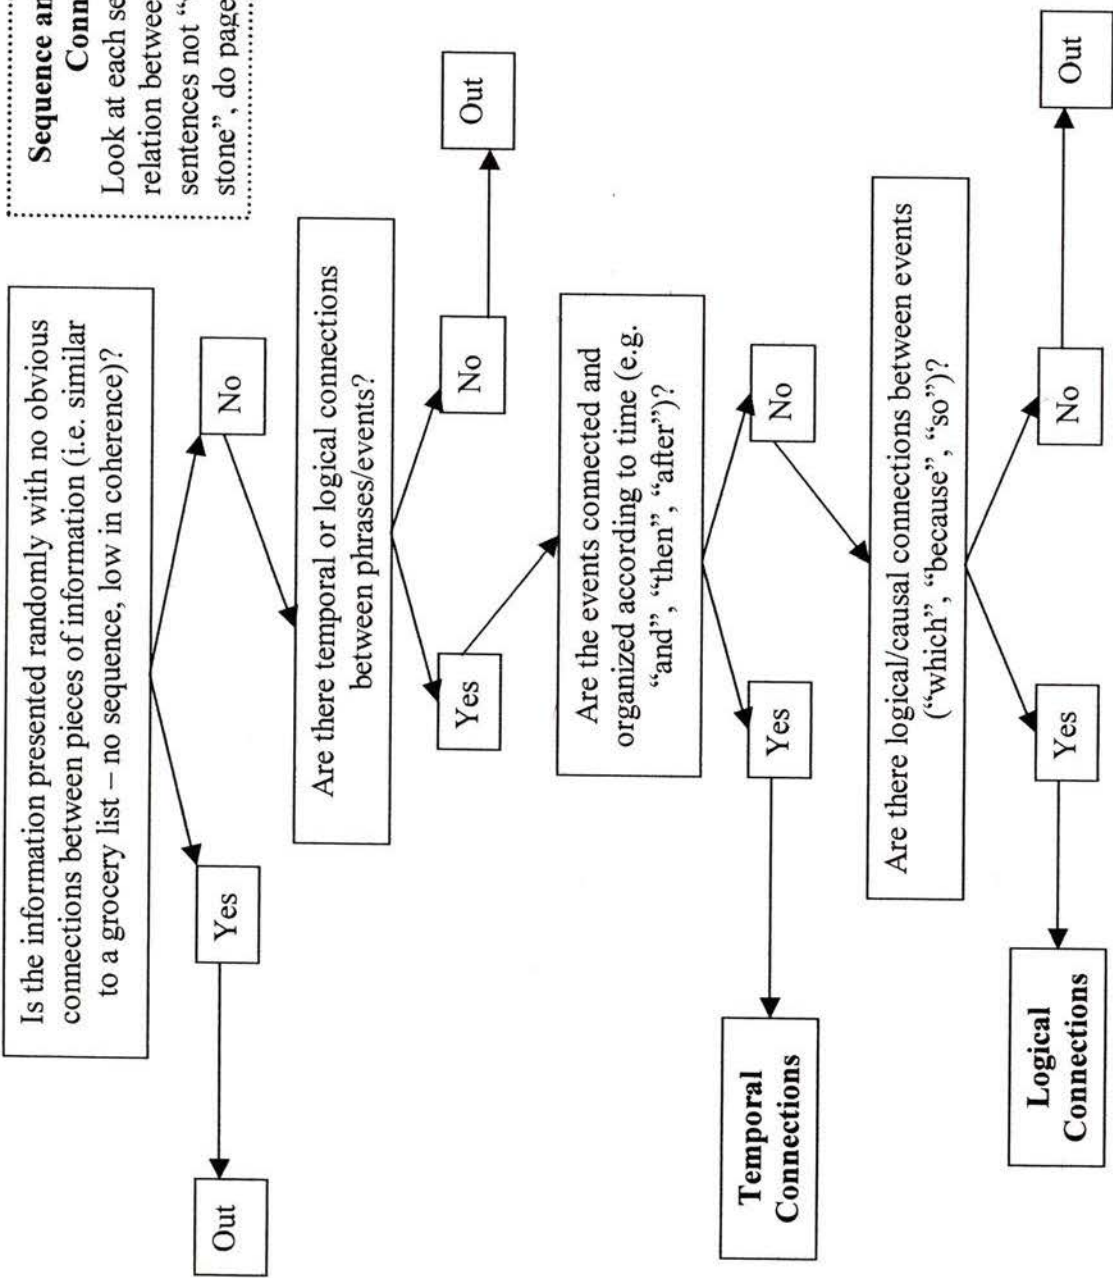 Sequence an
Conn
Look at each se
relation betwee
sentences not “
stone”, do page
Is the information presented randomly with no obvious
connections between pieces of information (i.e. similar
to a grocery list – no sequence, low in coherence)?
Yes
No
Out
Are there temporal or logical connections
between phrases/events?
Yes
No
Out
Are the events connected and
organized according to time (e.g.
“and”, “then”, “after”)?
Yes
No
Temporal
Connections
Are there logical/causal connections between events
(“which”, “because”, “so”)?
Yes
No
Out
Logical
Connections